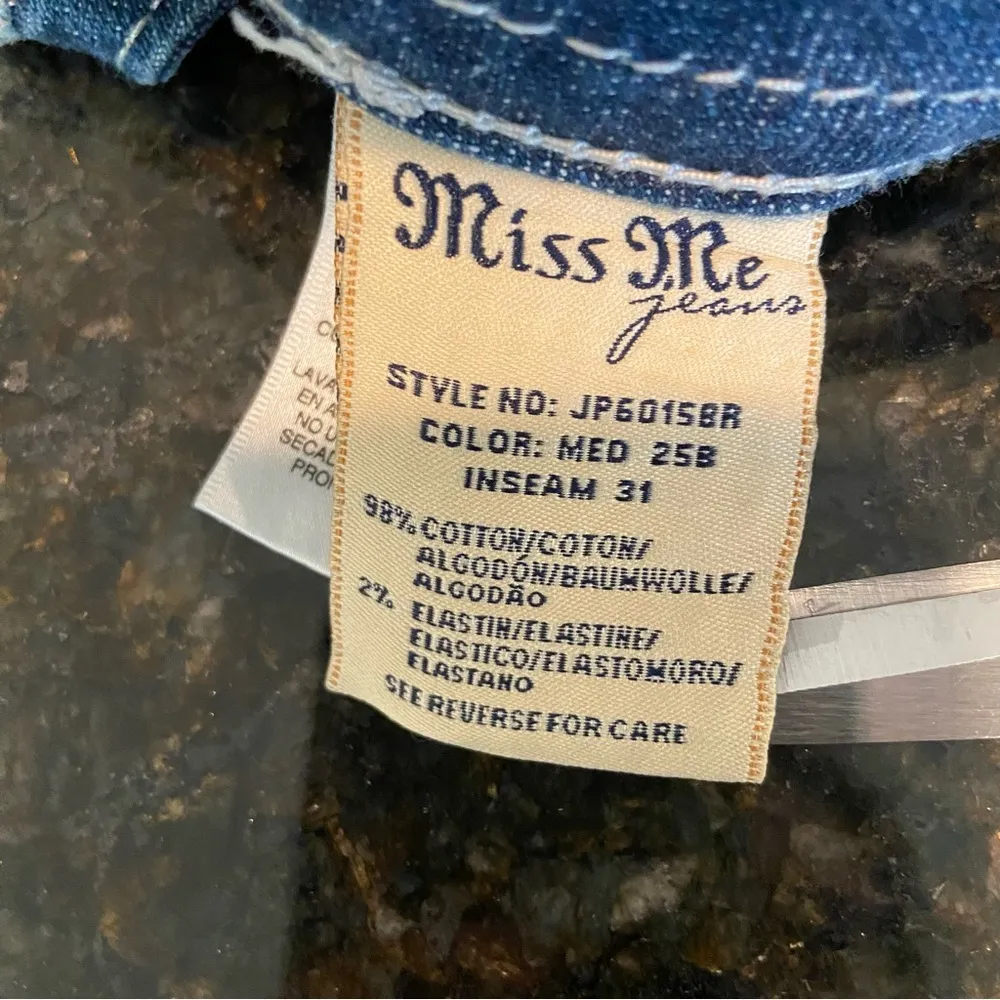 Miss Me
jeans
STYLE NO: JP6015BR
COLOR: MED 25B
INSEAM 31
98% COTTON/COTON/
ALGODÓN/BAUMWOLLE/
ALGODÃO
2% ELASTIN/ELASTINE/
ELASTICO/ELASTOMORO/
ELASTANO
SEE REVERSE FOR CARE
EN